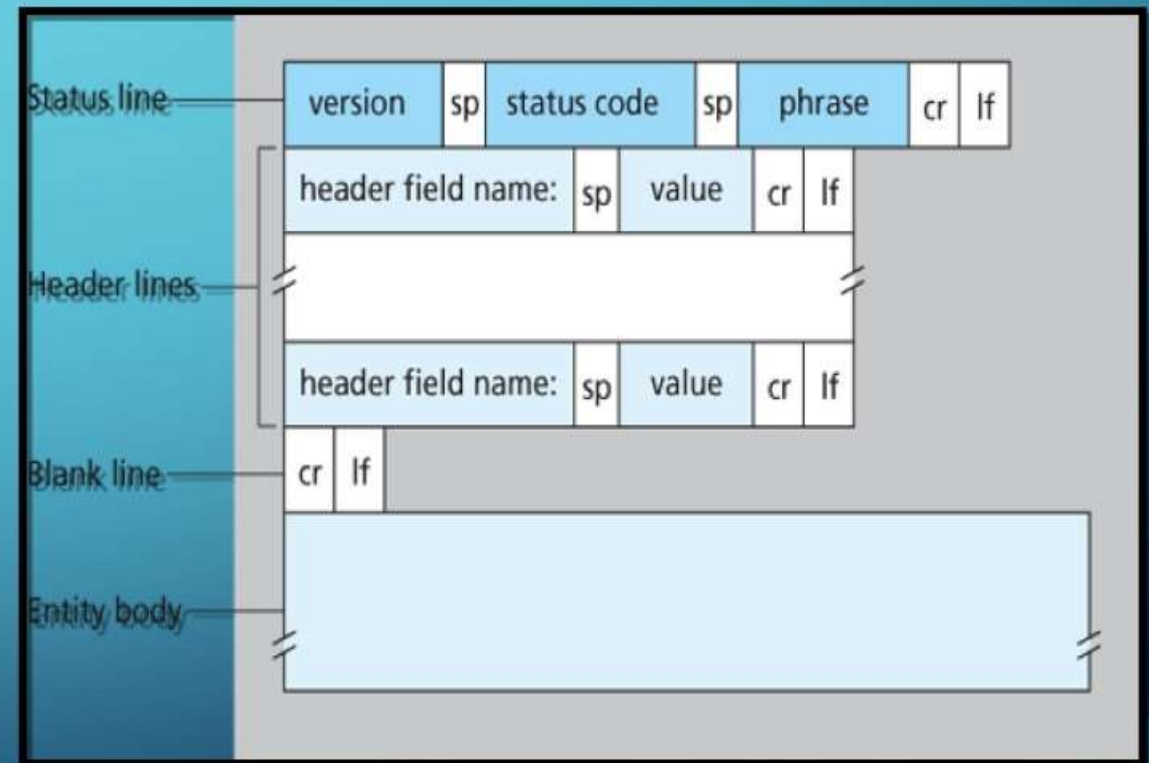 Status line
version sp status code sp phrase cr lf
Header lines
header field name: sp value cr lf
header field name: sp value cr lf
Blank line
cr lf
Entity body